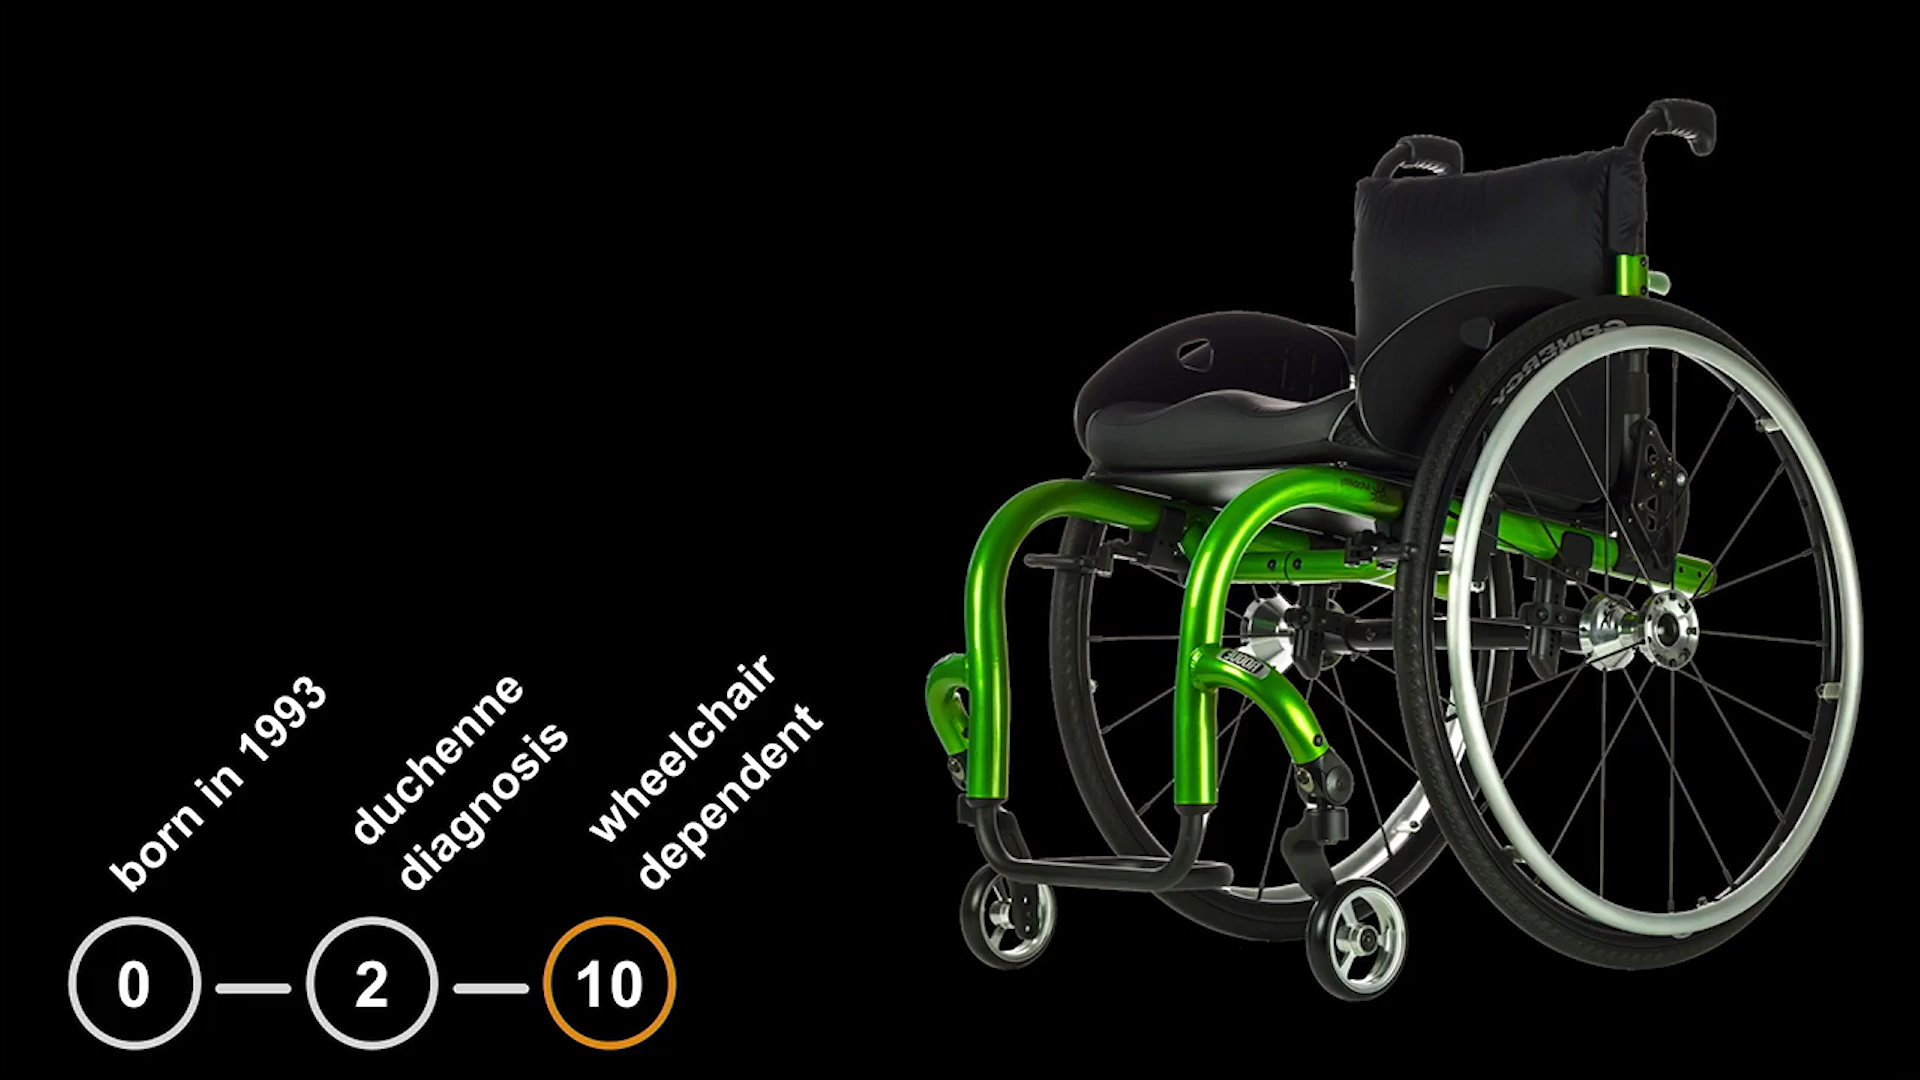 born in 1993
duchenne
diagnosis
wheelchair
dependent
0
2
10